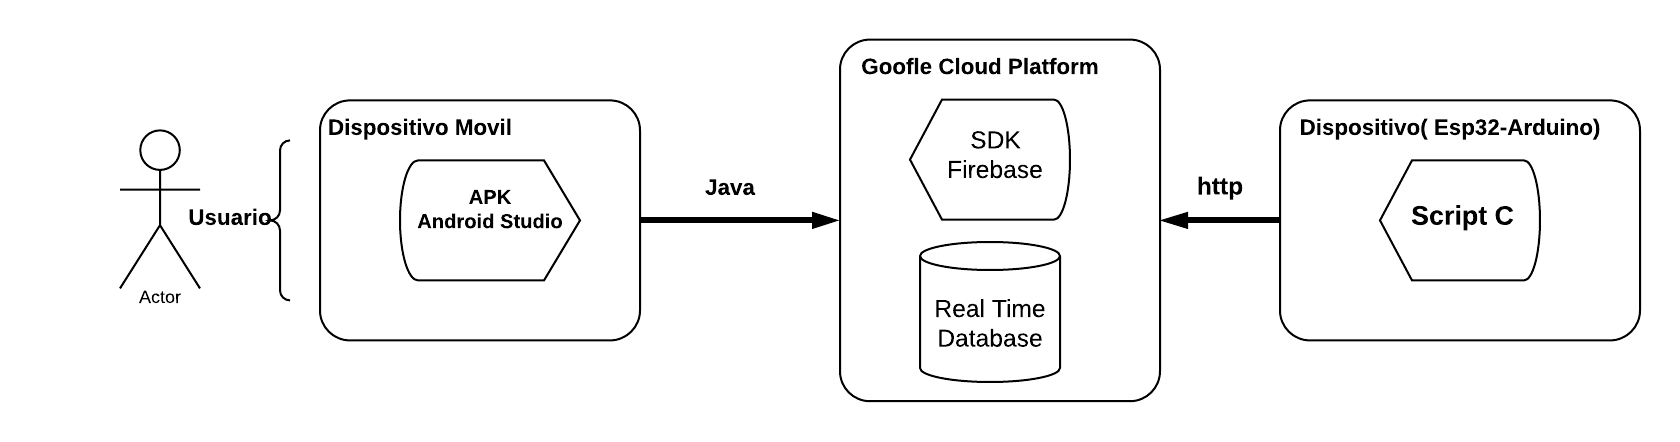 Actor
Usuario
Dispositivo Movil
APK
Android Studio
Java
Goofle Cloud Platform
SDK
Firebase
Real Time
Database
http
Dispositivo( Esp32-Arduino)
Script C